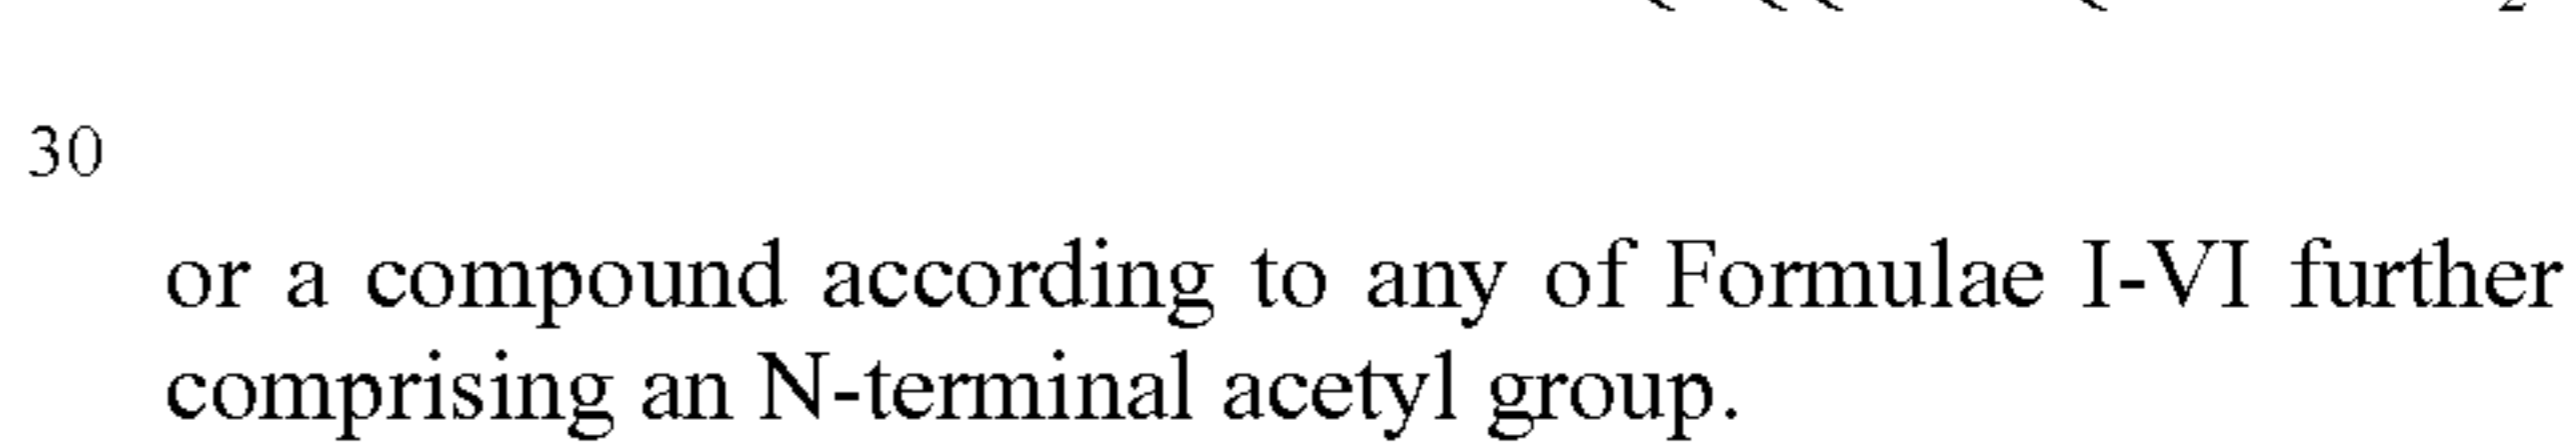 30
or a compound according to any of Formulae I-VI further
comprising an N-terminal acetyl group.